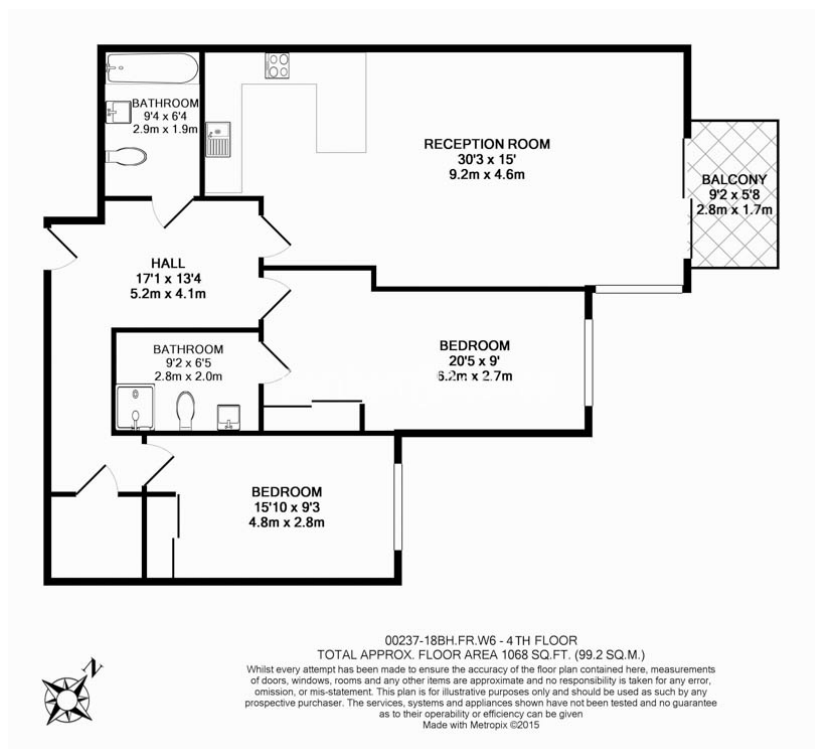 BATHROOM
9'4 x 6'4
2.9m x 1.9m
RECEPTION ROOM
30'3 x 15'
9.2m x 4.6m
BALCONY
9'2 x 5'8
2.8m x 1.7m
HALL
17'1 x 13'4
5.2m x 4.1m
BATHROOM
9'2 x 6'5
2.8m x 2.0m
BEDROOM
20'5 x 9'
6.2m x 2.7m
BEDROOM
15'10 x 9'3
4.8m x 2.8m
N
00237-18BH.FR.W6 - 4TH FLOOR
TOTAL APPROX. FLOOR AREA 1068 SQ.FT. (99.2 SQ.M.)
Whilst every attempt has been made to ensure the accuracy of the floor plan contained here, measurements
of doors, windows, rooms and any other items are approximate and no responsibility is taken for any error,
omission, or mis-statement. This plan is for illustrative purposes only and should be used as such by any
prospective purchaser. The services, systems and appliances shown have not been tested and no guarantee
as to their operability or efficiency can be given
Made with Metropix ©2015